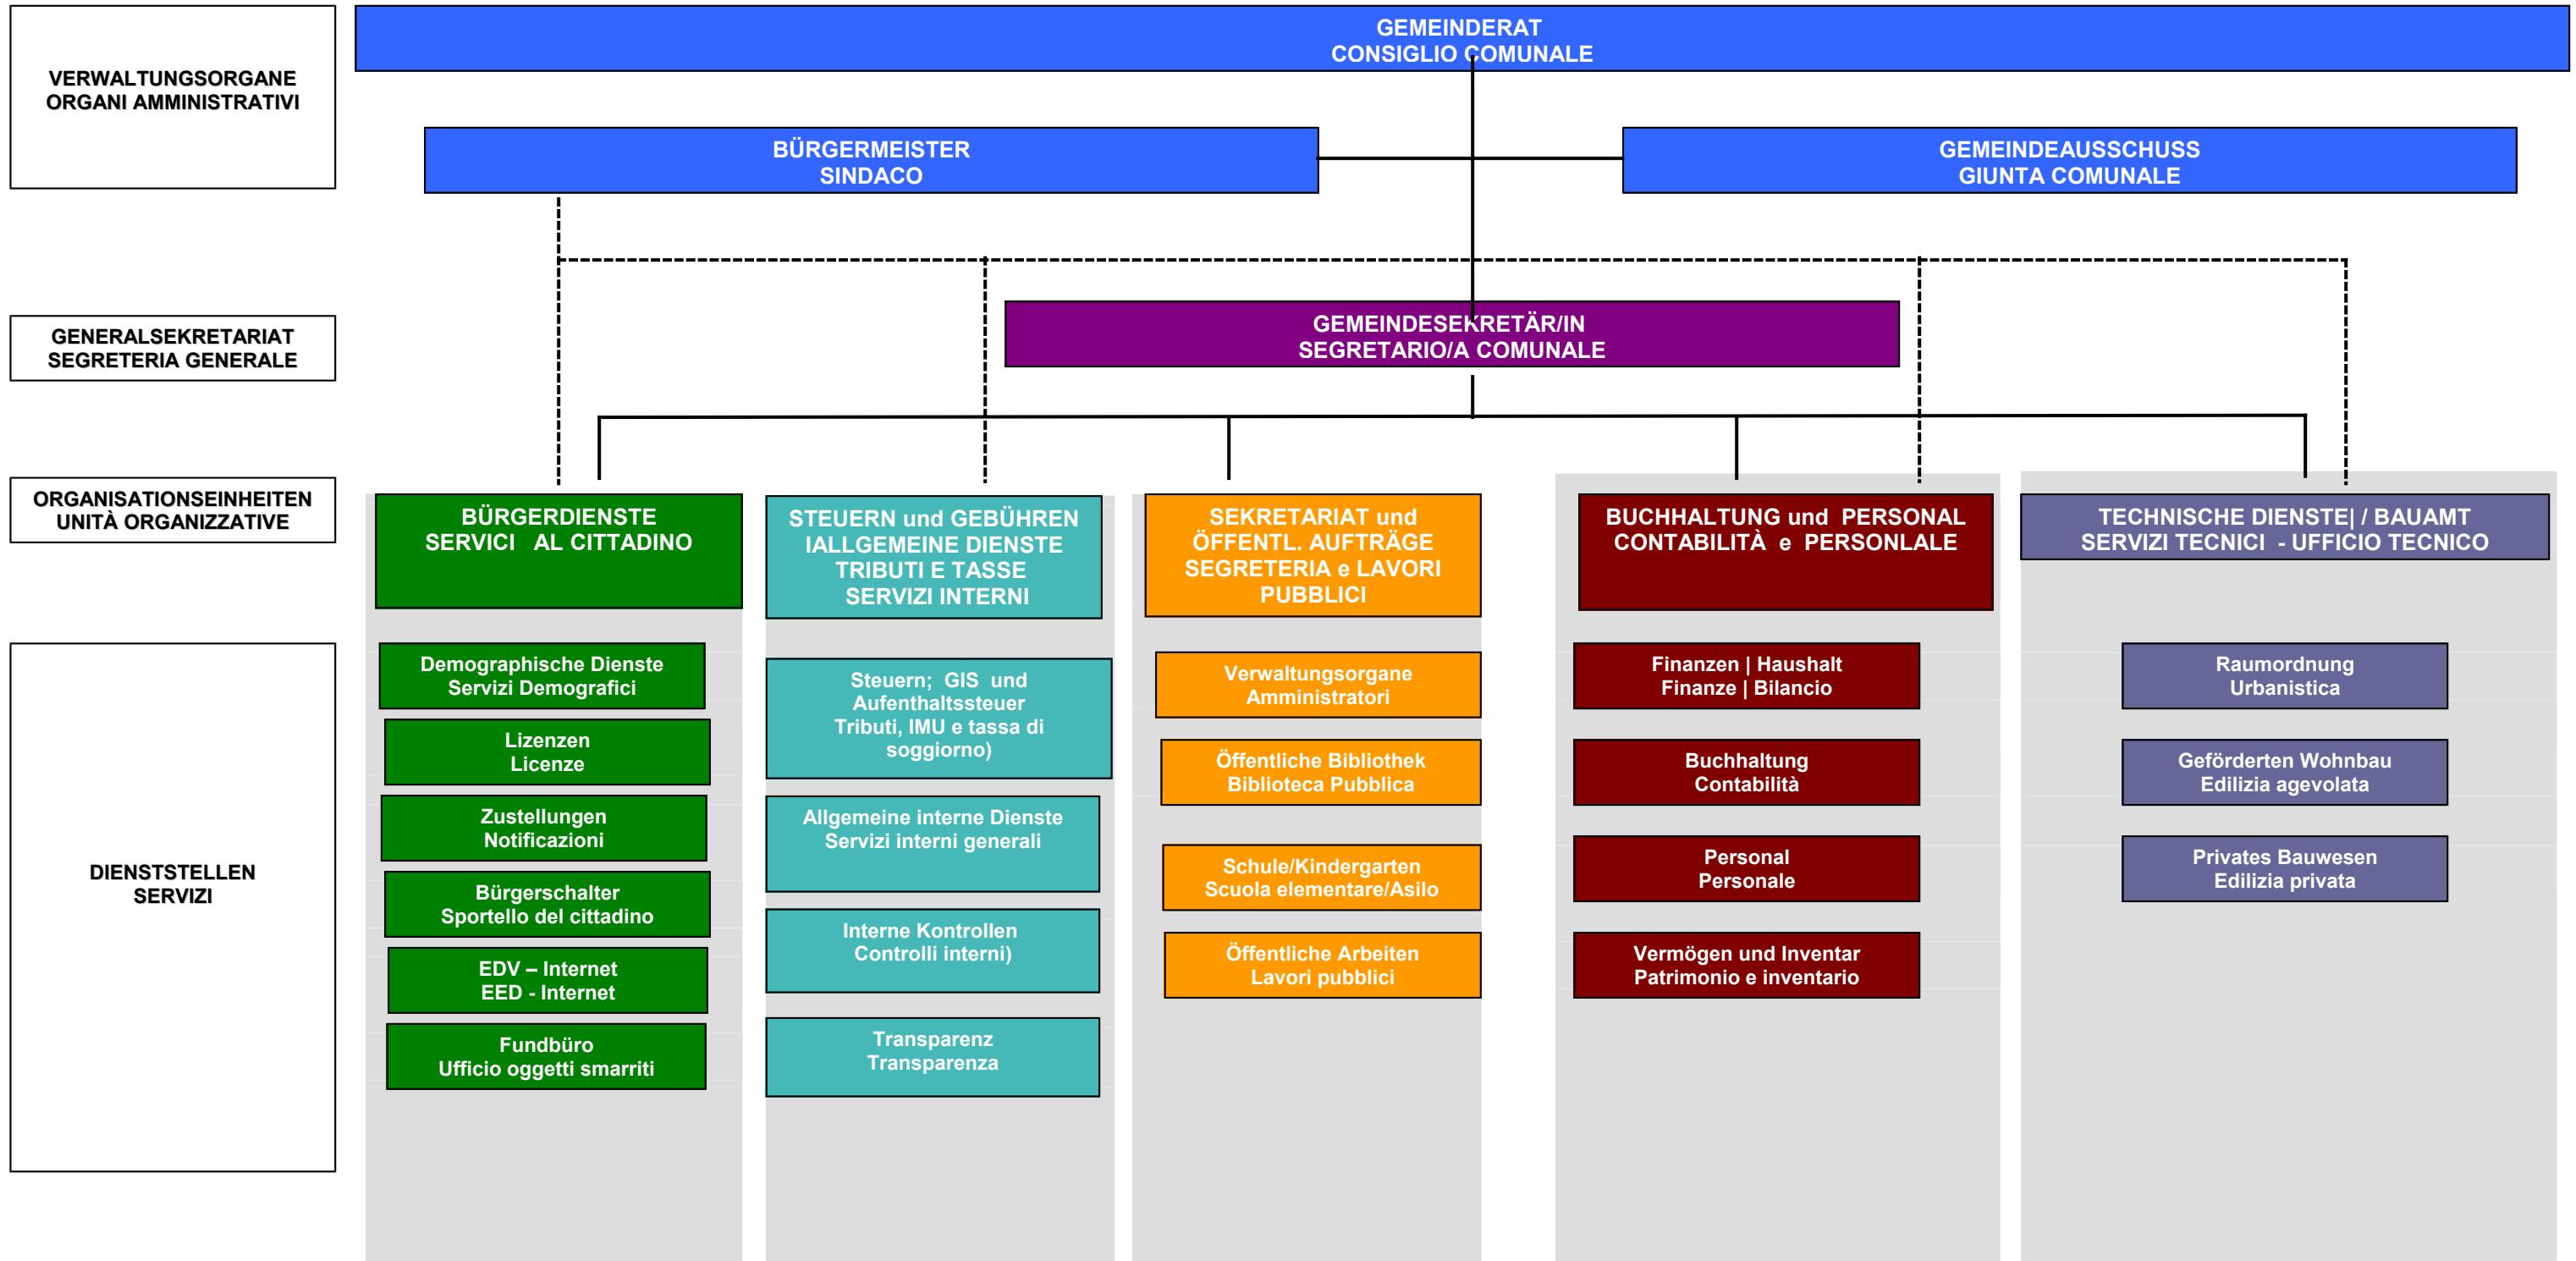 VERWALTUNGSORGANE
ORGANI AMMINISTRATIVI
GEMEINDERAT
CONSIGLIO COMUNALE
BÜRGERMEISTER
SINDACO
GEMEINDEAUSSCHUSS
GIUNTA COMUNALE
GENERALSEKRETARIAT
SEGRETERIA GENERALE
GEMEINDESEKRETÄR/IN
SEGRETARIO/A COMUNALE
ORGANISATIONSEINHEITEN
UNITÀ ORGANIZZATIVE
BÜRGERDIENSTE
SERVICI AL CITTADINO
STEUERN und GEBÜHREN
IALLGEMEINE DIENSTE
TRIBUTI E TASSE
SERVIZI INTERNI
SEKRETARIAT und
ÖFFENTL. AUFTRÄGE
SEGRETERIA e LAVORI
PUBBLICI
BUCHHALTUNG und PERSONAL
CONTABILITÀ e PERSONLALE
TECHNISCHE DIENSTE| / BAUAMT
SERVIZI TECNICI - UFFICIO TECNICO
DIENSTSTELLEN
SERVIZI
Demographische Dienste
Servizi Demografici
Lizenzen
Licenze
Zustellungen
Notificazioni
Bürgerschalter
Sportello del cittadino
EDV – Internet
EED - Internet
Fundbüro
Ufficio oggetti smarriti
Steuern; GIS und
Aufenthaltssteuer
Tributi, IMU e tassa di
soggiorno)
Allgemeine interne Dienste
Servizi interni generali
Interne Kontrollen
Controlli interni)
Transparenz
Transparenza
Verwaltungsorgane
Amministratori
Öffentliche Bibliothek
Biblioteca Pubblica
Schule/Kindergarten
Scuola elementare/Asilo
Öffentliche Arbeiten
Lavori pubblici
Finanzen | Haushalt
Finanze | Bilancio
Buchhaltung
Contabilità
Personal
Personale
Vermögen und Inventar
Patrimonio e inventario
Raumordnung
Urbanistica
Geförderten Wohnbau
Edilizia agevolata
Privates Bauwesen
Edilizia privata